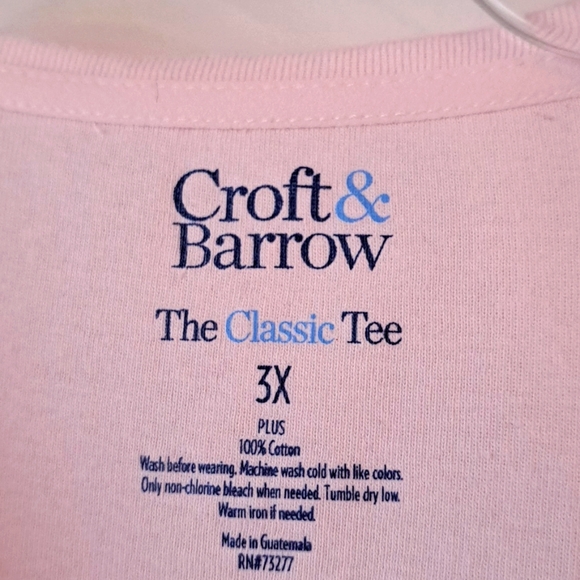 Croft&
Barrow
The Classic Tee
3X
PLUS
100% Cotton
Wash before wearing. Machine wash cold with like colors.
Only non-chlorine bleach when needed. Tumble dry low.
Warm iron if needed.
Made in Guatemala
RN#73277